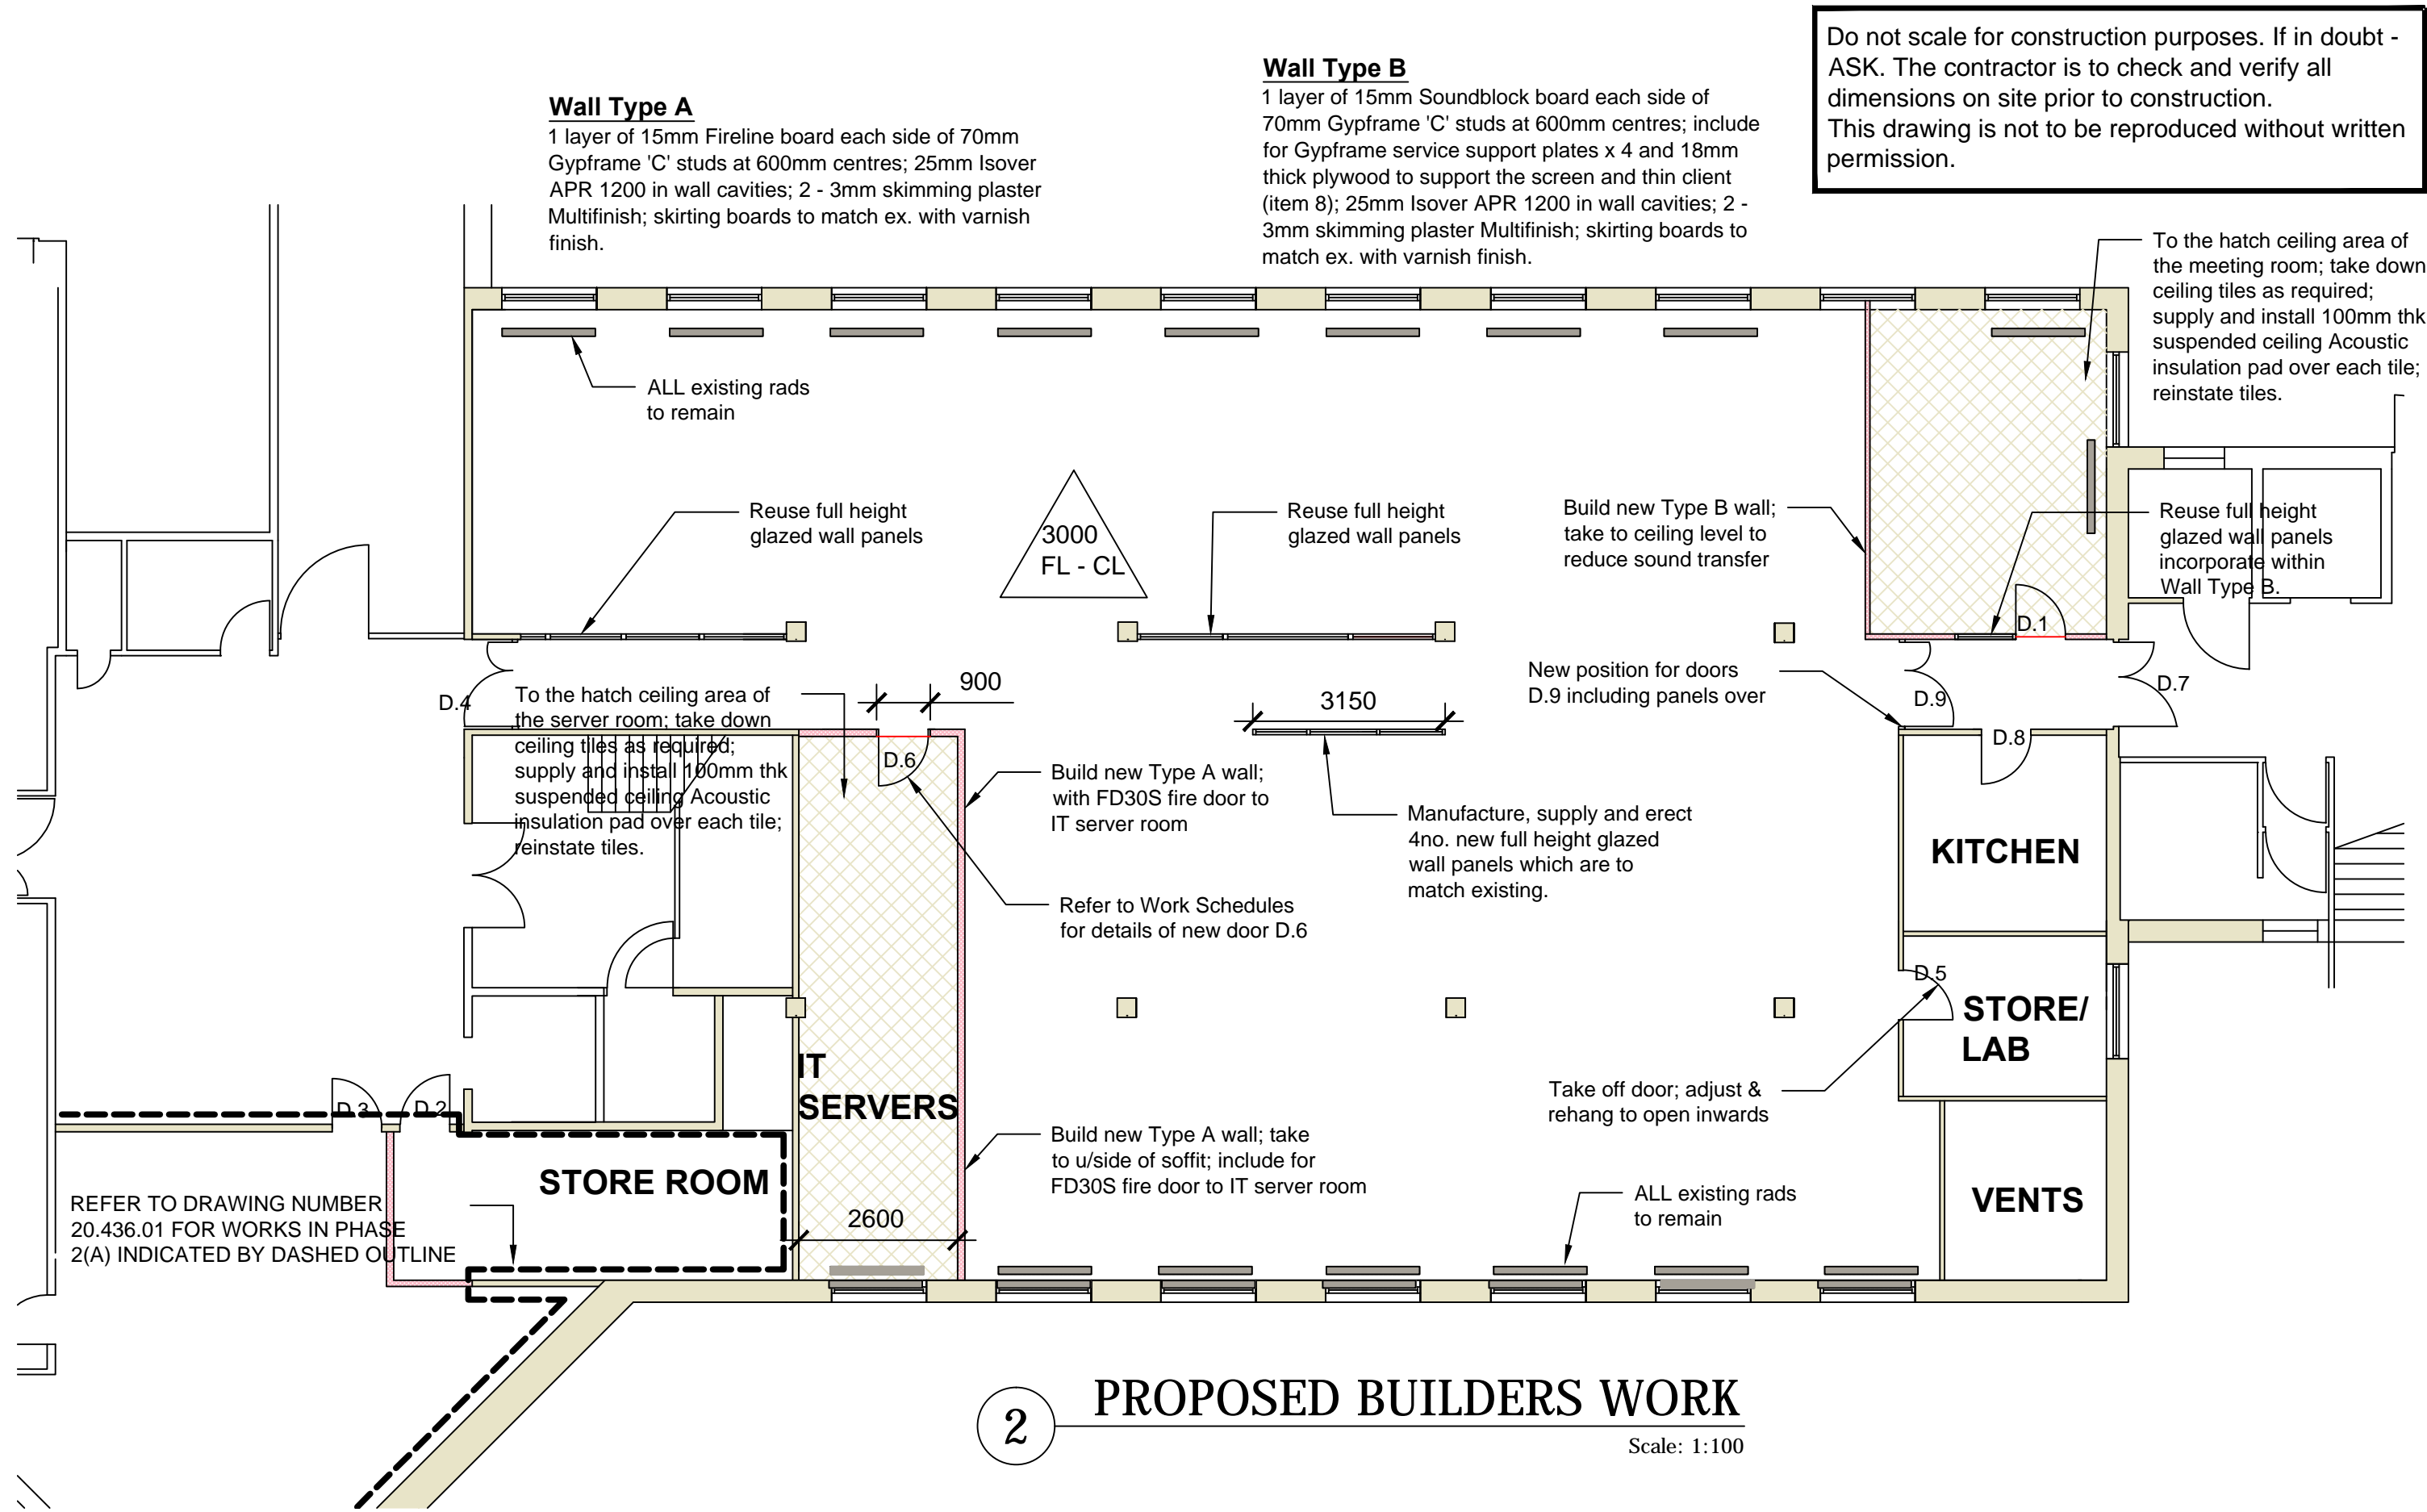 Do not scale for construction purposes. If in doubt -
ASK. The contractor is to check and verify all
dimensions on site prior to construction.
This drawing is not to be reproduced without written
permission.
Wall Type A
1 layer of 15mm Fireline board each side of 70mm
Gypframe 'C' studs at 600mm centres; 25mm Isover
APR 1200 in wall cavities; 2 - 3mm skimming plaster
Multifinish; skirting boards to match ex. with varnish
finish.
Wall Type B
1 layer of 15mm Soundblock board each side of
70mm Gypframe 'C' studs at 600mm centres; include
for Gypframe service support plates x 4 and 18mm
thick plywood to support the screen and thin client
(item 8); 25mm Isover APR 1200 in wall cavities; 2 -
3mm skimming plaster Multifinish; skirting boards to
match ex. with varnish finish.
To the hatch ceiling area of
the meeting room; take down
ceiling tiles as required;
supply and install 100mm thk
suspended ceiling Acoustic
insulation pad over each tile;
reinstate tiles.
ALL existing rads
to remain
Reuse full height
glazed wall panels
3000
FL - CL
Reuse full height
glazed wall panels
Build new Type B wall;
take to ceiling level to
reduce sound transfer
Reuse full height
glazed wall panels
incorporate within
Wall Type B.
D.1
New position for doors
D.9 including panels over
D.9
D.7
D.8
D.4
To the hatch ceiling area of
the server room; take down
ceiling tiles as required;
supply and install 100mm thk
suspended ceiling Acoustic
insulation pad over each tile;
reinstate tiles.
900
3150
D.6
Build new Type A wall;
with FD30S fire door to
IT server room
Manufacture, supply and erect
4no. new full height glazed
wall panels which are to
match existing.
Refer to Work Schedules
for details of new door D.6
KITCHEN
D.5
STORE/
LAB
Take off door; adjust &
rehang to open inwards
IT
SERVERS
D.3
D.2
Build new Type A wall; take
to u/side of soffit; include for
FD30S fire door to IT server room
STORE ROOM
REFER TO DRAWING NUMBER
20.436.01 FOR WORKS IN PHASE
2(A) INDICATED BY DASHED OUTLINE
2600
ALL existing rads
to remain
VENTS
2
PROPOSED BUILDERS WORK
Scale: 1:100